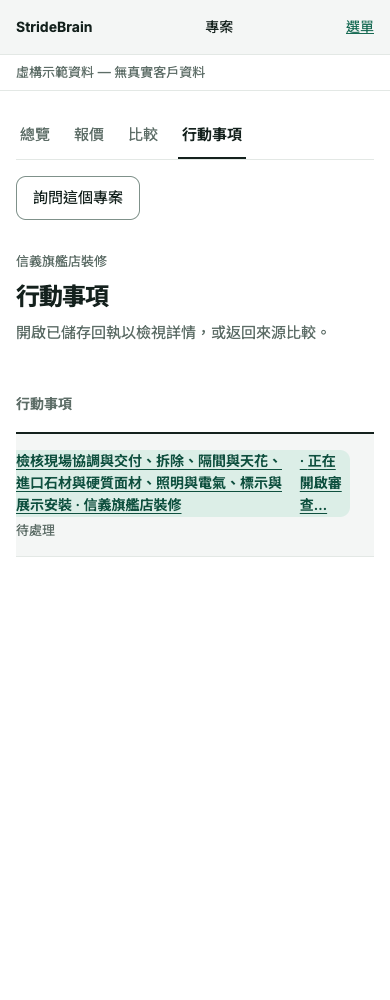 StrideBrain
專案
選單
虛構示範資料 — 無真實客戶資料
總覽 報價 比較 行動事項
詢問這個專案
信義旗艦店裝修
行動事項
開啟已儲存回執以檢視詳情，或返回來源比較。
行動事項
檢核現場協調與交付、拆除、隔間與天花、
進口石材與硬質面材、照明與電氣、標示與
展示安裝 · 信義旗艦店裝修
· 正在
開啟審
查…
待處理